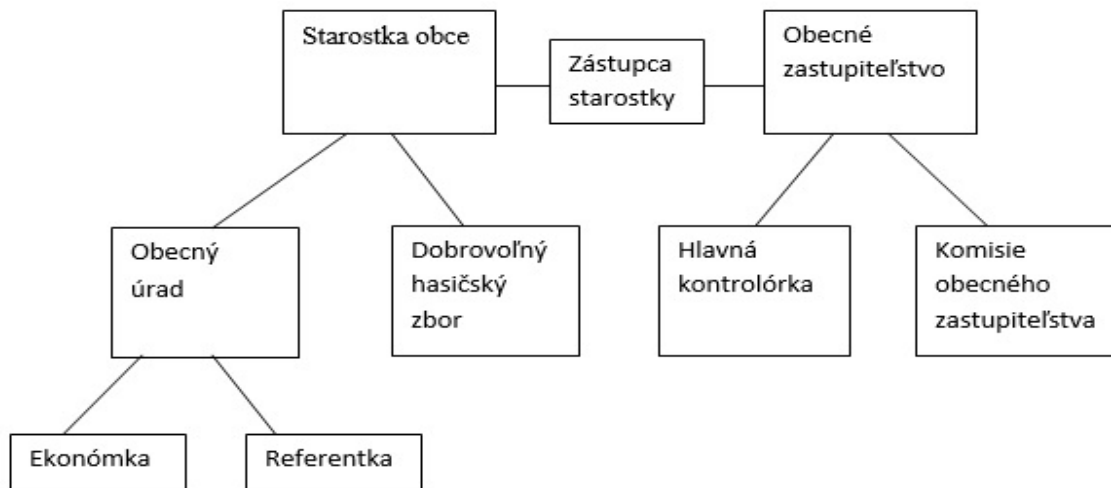 Starostka obce
Zástupca
starostky
Obecné
zastupiteľstvo
Obecný
úrad
Dobrovoľný
hasičský
zbor
Hlavná
kontrolórka
Komisie
obecného
zastupiteľstva
Ekonómka
Referentka